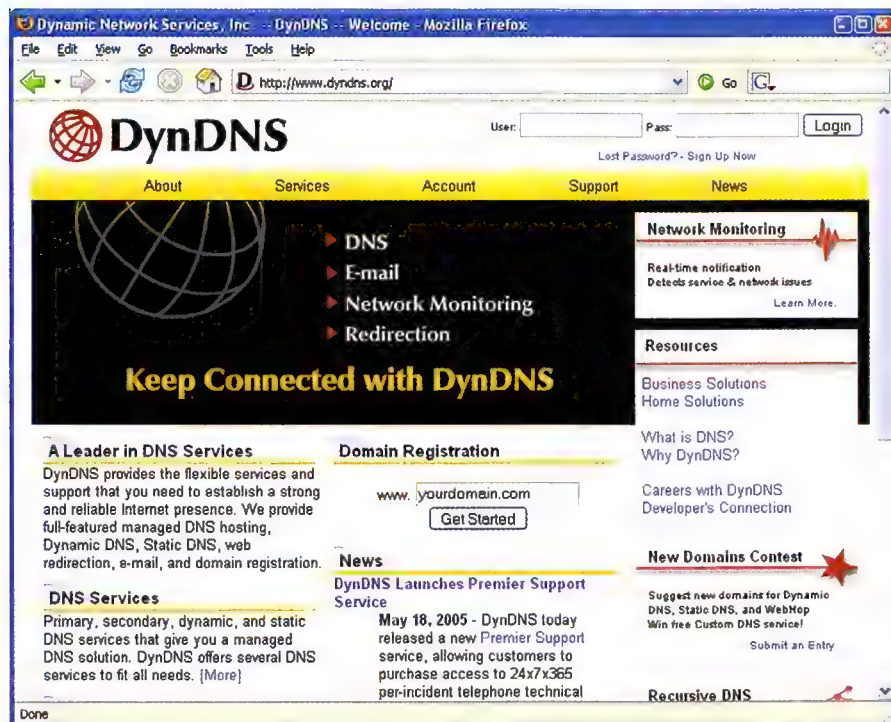 Dynamic Network Services, Inc -- DynDNS -- Welcome - Mozilla Firefox
File Edit View Go Bookmarks Tools Help
D http://www.dyndns.org/ Go G
DynDNS
User: Pass: Login
Lost Password? - Sign Up Now
About Services Account Support News
DNS
E-mail
Network Monitoring
Redirection
Keep Connected with DynDNS
Network Monitoring
Real-time notification
Detects service & network issues
Learn More.
Resources
Business Solutions
Home Solutions
What is DNS?
Why DynDNS?
Careers with DynDNS
Developer's Connection
A Leader in DNS Services
DynDNS provides the flexible services and
support that you need to establish a strong
and reliable Internet presence. We provide
full-featured managed DNS hosting,
Dynamic DNS, Static DNS, web
redirection, e-mail, and domain registration.
DNS Services
Primary, secondary, dynamic, and static
DNS services that give you a managed
DNS solution. DynDNS offers several DNS
services to fit all needs. [More]
Domain Registration
www. yourdomain.com
Get Started
News
DynDNS Launches Premier Support
Service
May 18, 2005 - DynDNS today
released a new Premier Support
service, allowing customers to
purchase access to 24x7x365
per-incident telephone technical
New Domains Contest
Suggest new domains for Dynamic
DNS, Static DNS, and WebHop
Win free Custom DNS service!
Submit an Entry
Recursive DNS
Done